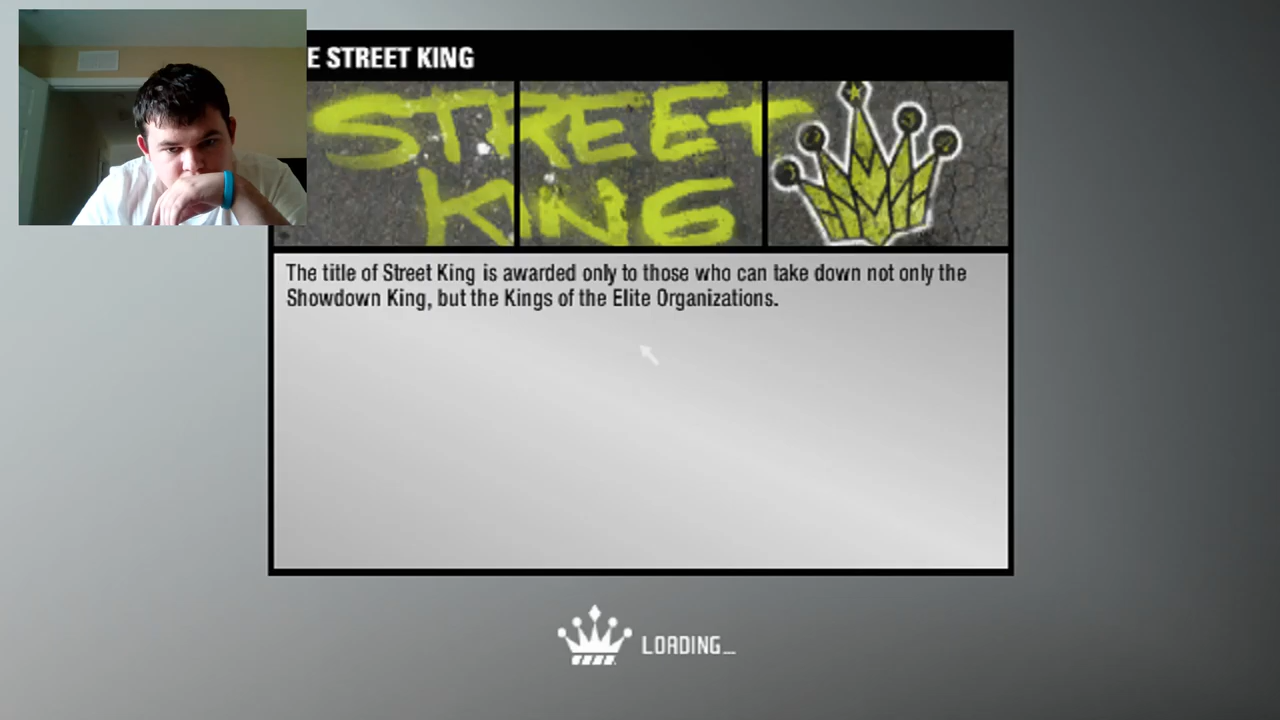 E STREET KING
STREET
KING
The title of Street King is awarded only to those who can take down not only the
Showdown King, but the Kings of the Elite Organizations.
LOADING...